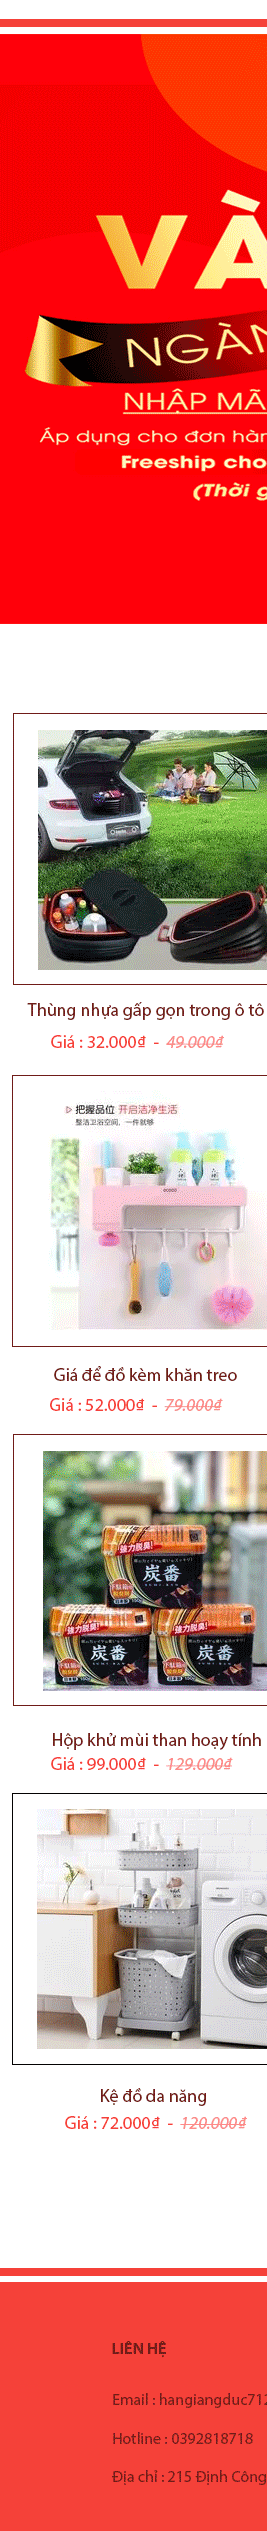 VÀ
NGÀN
NHẬP MÃ
Áp dụng cho đơn hàn
Freeship cho
(Thời g
Thùng nhựa gấp gọn trong ô tô
Giá : 32.000₫ - 49.000₫
把握品位 开启洁净生活
整洁卫浴空间，一件就够
Giá để đồ kèm khăn treo
Giá : 52.000₫ - 79.000₫
強力脱臭!
炭番
強力脱臭!
炭番
強力脱臭!
炭番
Hộp khử mùi than hoạy tính
Giá : 99.000₫ - 129.000₫
Kệ đồ da năng
Giá : 72.000₫ - 120.000₫
LIÊN HỆ
Email : hangiangduc712
Hotline : 0392818718
Địa chỉ : 215 Định Công